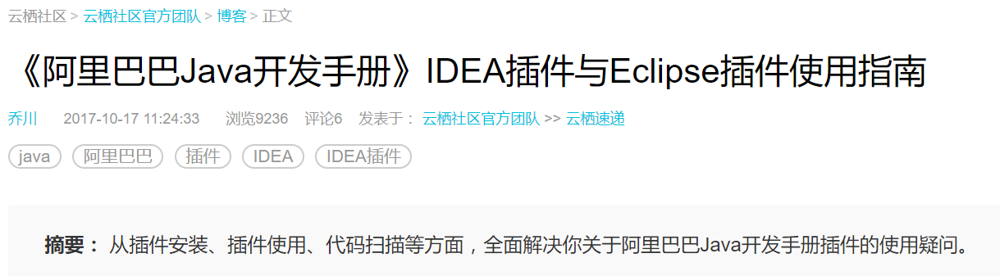 云栖社区 > 云栖社区官方团队 > 博客 > 正文
《阿里巴巴Java开发手册》IDEA插件与Eclipse插件使用指南
乔川 2017-10-17 11:24:33 浏览9236 评论6 发表于： 云栖社区官方团队 >> 云栖速递
java 阿里巴巴 插件 IDEA IDEA插件
摘要： 从插件安装、插件使用、代码扫描等方面，全面解决你关于阿里巴巴Java开发手册插件的使用疑问。